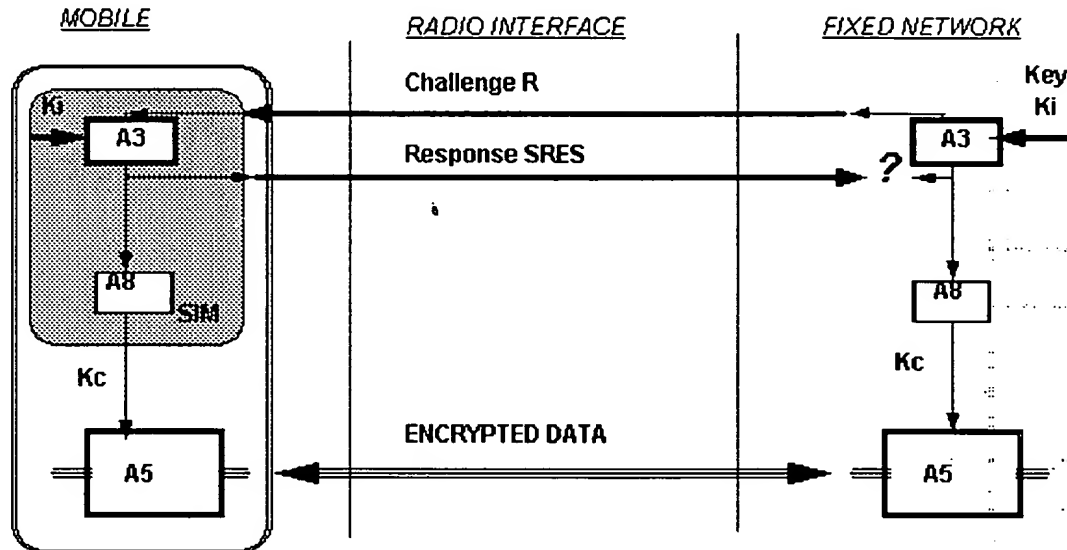 MOBILE
RADIO INTERFACE
FIXED NETWORK
Challenge R
Key
Ki
Ki
A3
A3
Response SRES
?
A8
A8
SIM
Kc
Kc
ENCRYPTED DATA
A5
A5